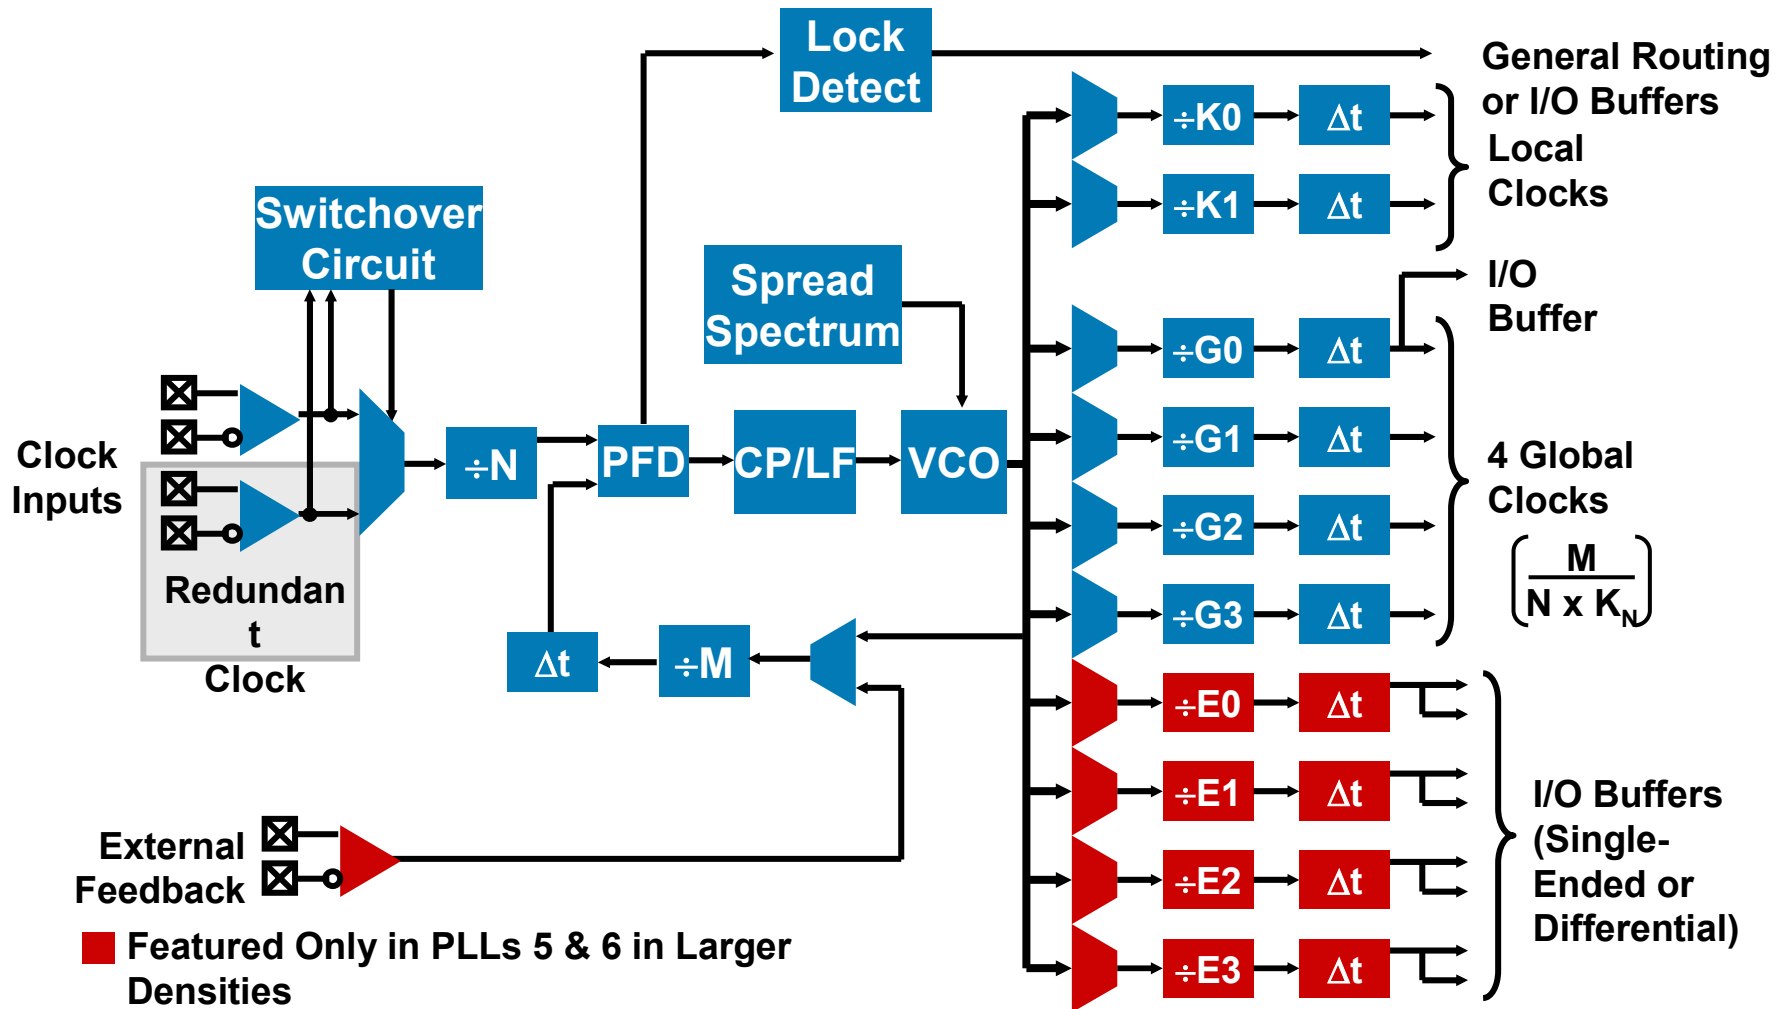 Lock
Detect
General Routing
or I/O Buffers
÷K0
Δt
Local
Clocks
÷K1
Δt
Switchover
Circuit
Spread
Spectrum
I/O
Buffer
÷G0
Δt
÷G1
Δt
4 Global
Clocks
÷G2
Δt
M
N x KN
÷G3
Δt
Clock
Inputs
÷N
PFD
CP/LF
VCO
Redundan
t
Clock
Δt
÷M
÷E0
Δt
÷E1
Δt
I/O Buffers
(Single-
Ended or
Differential)
÷E2
Δt
÷E3
Δt
External
Feedback
Featured Only in PLLs 5 & 6 in Larger
Densities